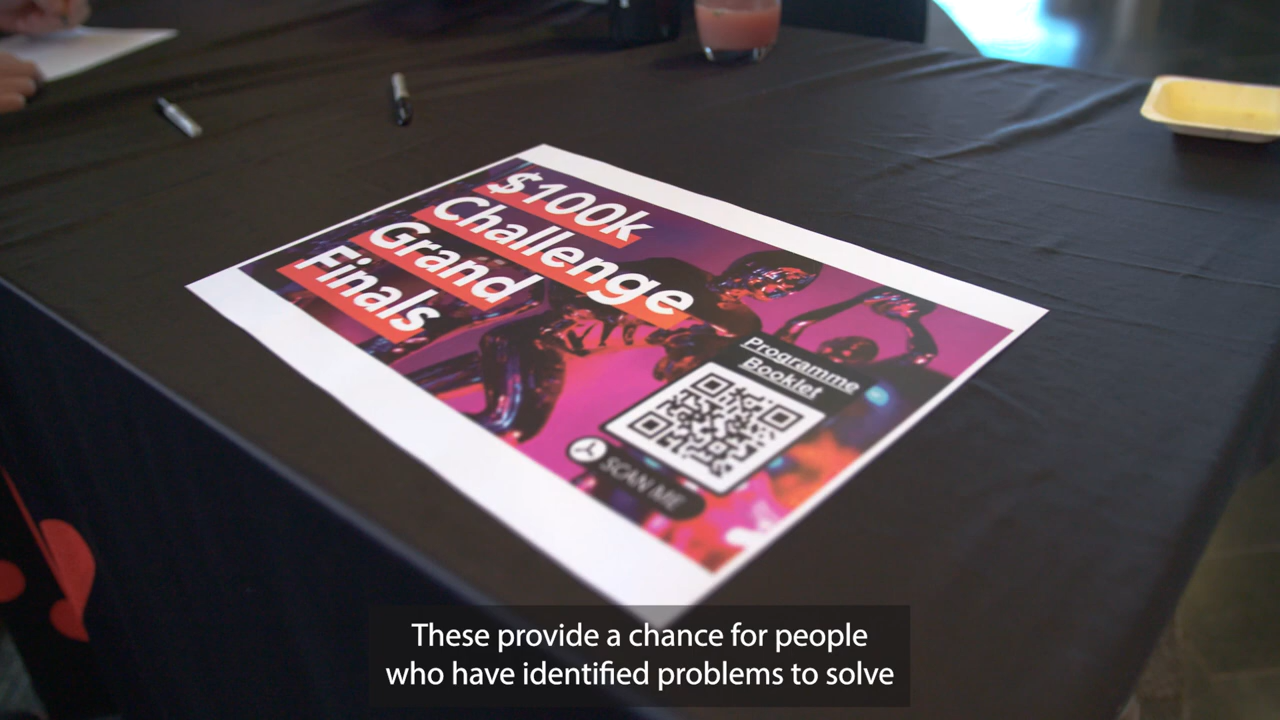 $100k
Challenge
Grand
Finals
Programme
Booklet
SCAN ME
These provide a chance for people
who have identified problems to solve